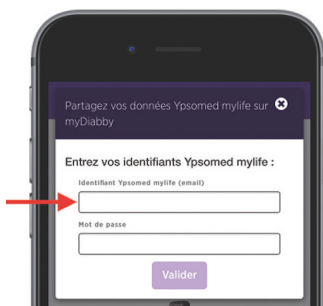 Partagez vos données Ypsomed mylife sur
myDiabby
Entrez vos identifiants Ypsomed mylife :
Identifiant Ypsomed mylife (email)
Mot de passe
Valider